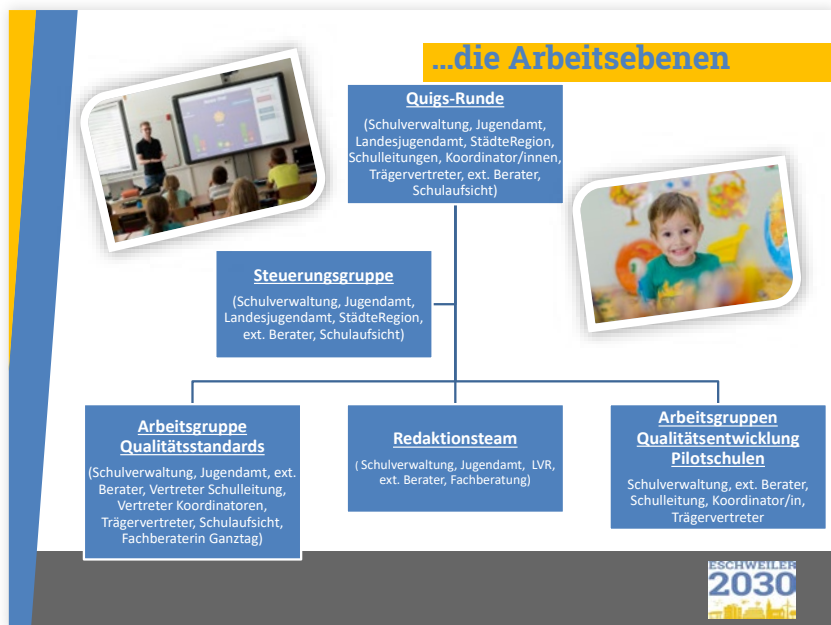 ...die Arbeitsebenen
Quigs-Runde
(Schulverwaltung, Jugendamt,
Landesjugendamt, StädteRegion,
Schulleitungen, Koordinator/innen,
Trägervertreter, ext. Berater,
Schulaufsicht)
Steuerungsgruppe
(Schulverwaltung, Jugendamt,
Landesjugendamt, StädteRegion,
ext. Berater, Schulaufsicht)
Arbeitsgruppe
Qualitätsstandards
(Schulverwaltung, Jugendamt, ext.
Berater, Vertreter Schulleitung,
Vertreter Koordinatoren,
Trägervertreter, Schulaufsicht,
Fachberaterin Ganztag)
Redaktionsteam
( Schulverwaltung, Jugendamt, LVR,
ext. Berater, Fachberatung)
Arbeitsgruppen
Qualitätsentwicklung
Pilotschulen
Schulverwaltung, ext. Berater,
Schulleitung, Koordinator/in,
Trägervertreter
ESCHWEILER
2030